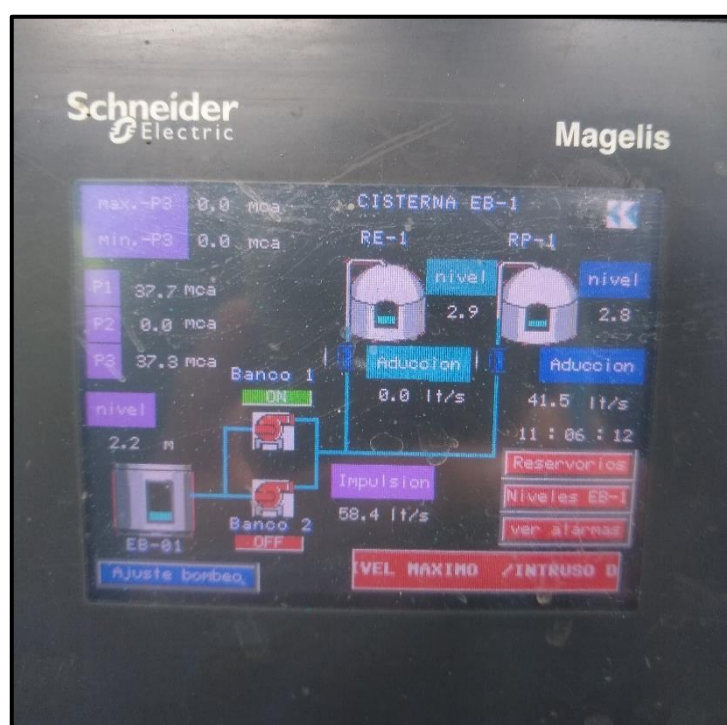 Schneider
Electric
Magelis
CISTERNA EB-1
max.-P3 0.0 mca
min.-P3 0.0 mca
P1 37.7 mca
P2 0.0 mca
P3 37.3 mca
nivel
2.2 m
EB-01
Ajuste bombeo
Banco 1
ON
Banco 2
OFF
RE-1
nivel
2.9
Aduccion
0.0 lt/s
RP-1
nivel
2.8
Aduccion
41.5 lt/s
11 : 06 : 12
Impulsion
58.4 lt/s
Reservorios
Niveles EB-1
ver alarmas
IVEL MAXIMO /INTRUSO D